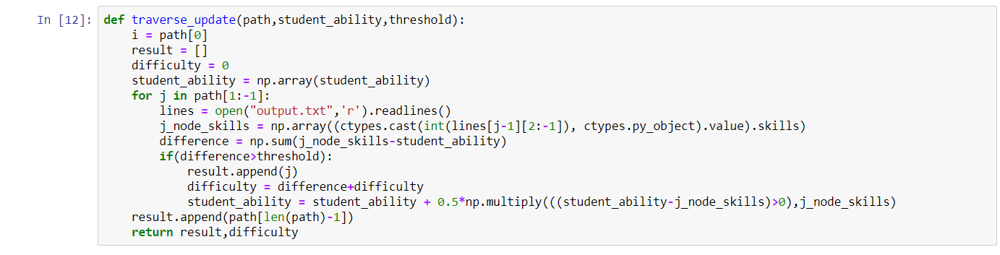 In [12]: def traverse_update(path,student_ability,threshold):
    i = path[0]
    result = []
    difficulty = 0
    student_ability = np.array(student_ability)
    for j in path[1:-1]:
        lines = open("output.txt",'r').readlines()
        j_node_skills = np.array((ctypes.cast(int(lines[j-1][2:-1]), ctypes.py_object).value).skills)
        difference = np.sum(j_node_skills-student_ability)
        if(difference>threshold):
            result.append(j)
            difficulty = difference+difficulty
            student_ability = student_ability + 0.5*np.multiply(((student_ability-j_node_skills)>0),j_node_skills)
    result.append(path[len(path)-1])
    return result,difficulty